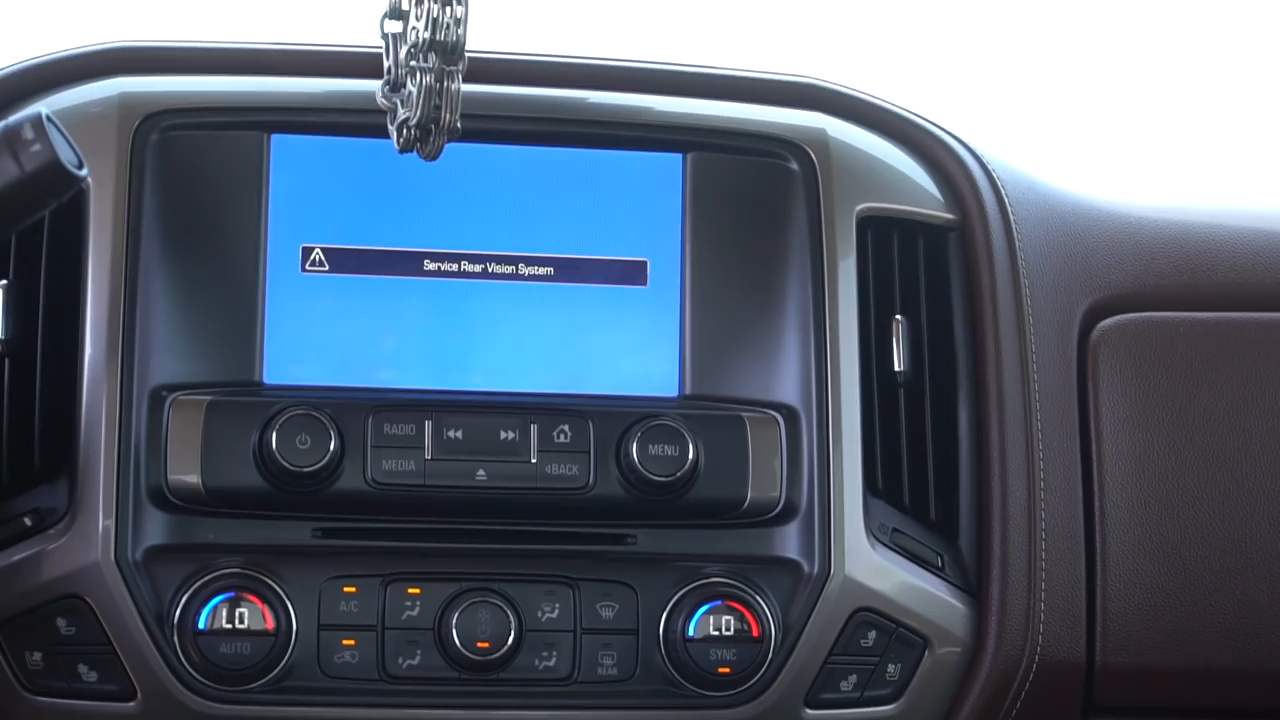 Service Rear Vision System
RADIO
MEDIA
BACK
MENU
LO
AUTO
A/C
REAR
LO
SYNC